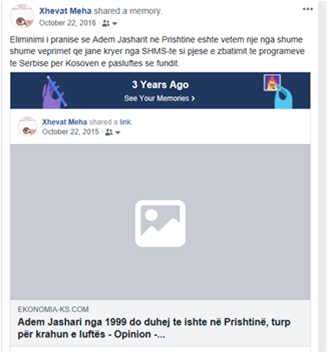 Xhevat Meha shared a memory.
October 22, 2016 ·
Eliminimi i pranise se Adem Jasharit ne Prishtine eshte vetem nje nga shume
shume veprimet qe jane kryer nga SHMS-te si pjese e zbatimit te programeve
te Serbise per Kosoven e pasluftes se fundit.
3 Years Ago
See Your Memories >
Xhevat Meha shared a link.
October 22, 2015 ·
EKONOMIA-KS.COM
Adem Jashari nga 1999 do duhej te ishte në Prishtinë, turp
për krahun e luftës - Opinion -...